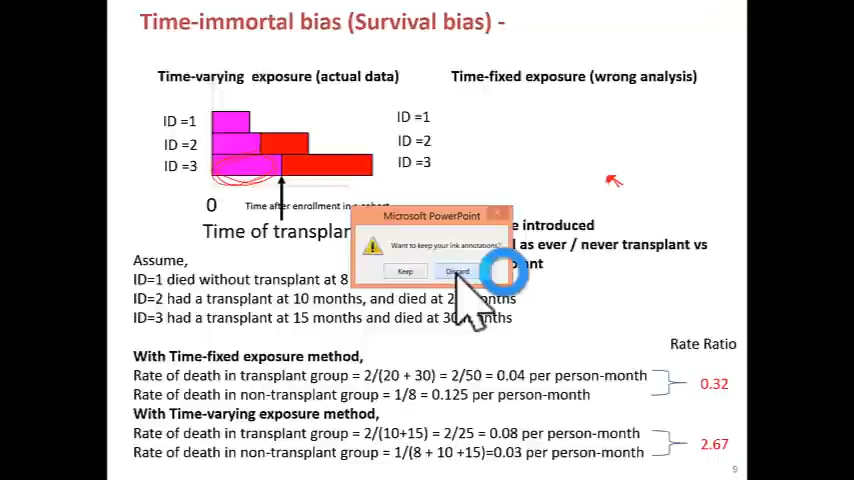 Time-immortal bias (Survival bias) -
Time-varying exposure (actual data)
Time-fixed exposure (wrong analysis)
ID =1
ID =2
ID =3
ID =1
ID =2
ID =3
0
Time after enrollment in
cohort
Time of transplan
e introduced
as ever / never transplant vs
Microsoft PowerPoint
Want to keep your ink annotations?
Keep
Discard
Assume,
ID=1 died without transplant at 8
ID=2 had a transplant at 10 months, and died at 2
ID=3 had a transplant at 15 months and died at 30 months
Rate Ratio
With Time-fixed exposure method,
Rate of death in transplant group = 2/(20 + 30) = 2/50 = 0.04 per person-month
Rate of death in non-transplant group = 1/8 = 0.125 per person-month
0.32
With Time-varying exposure method,
Rate of death in transplant group = 2/(10+15) = 2/25 = 0.08 per person-month
Rate of death in non-transplant group = 1/(8 + 10 +15)=0.03 per person-month
2.67
9